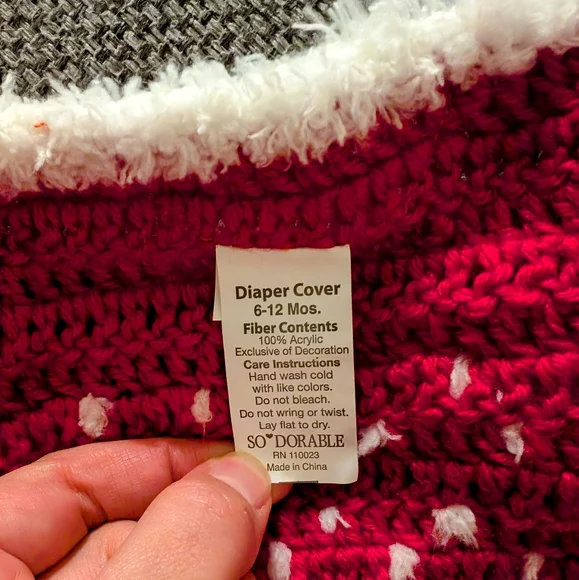 Diaper Cover
6-12 Mos.
Fiber Contents
100% Acrylic
Exclusive of Decoration
Care Instructions
Hand wash cold
with like colors.
Do not bleach.
Do not wring or twist.
Lay flat to dry.
SO♥DORABLE
RN 110023
Made in China